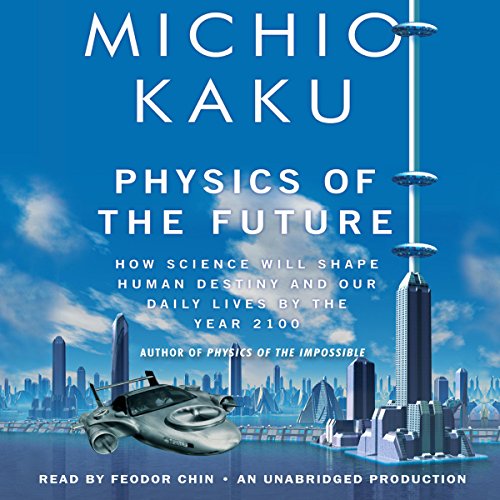 MICHIO
KAKU
PHYSICS OF
THE FUTURE
HOW SCIENCE WILL SHAPE
HUMAN DESTINY AND OUR
DAILY LIVES BY THE
YEAR 2100
AUTHOR OF PHYSICS OF THE IMPOSSIBLE
READ BY FEODOR CHIN • AN UNABRIDGED PRODUCTION